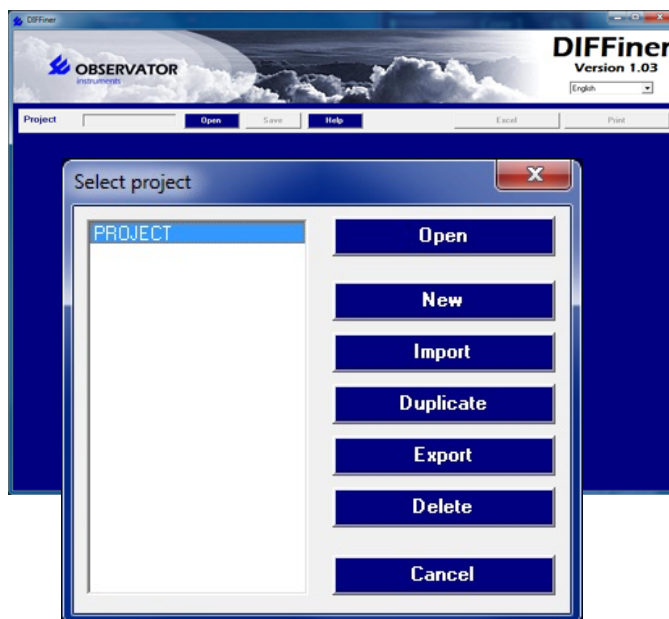 DIFFiner
OBSERVATOR
instruments
DIFFiner
Version 1.03
English
Project Open Save Help Excel Print
Select project
PROJECT
Open
New
Import
Duplicate
Export
Delete
Cancel